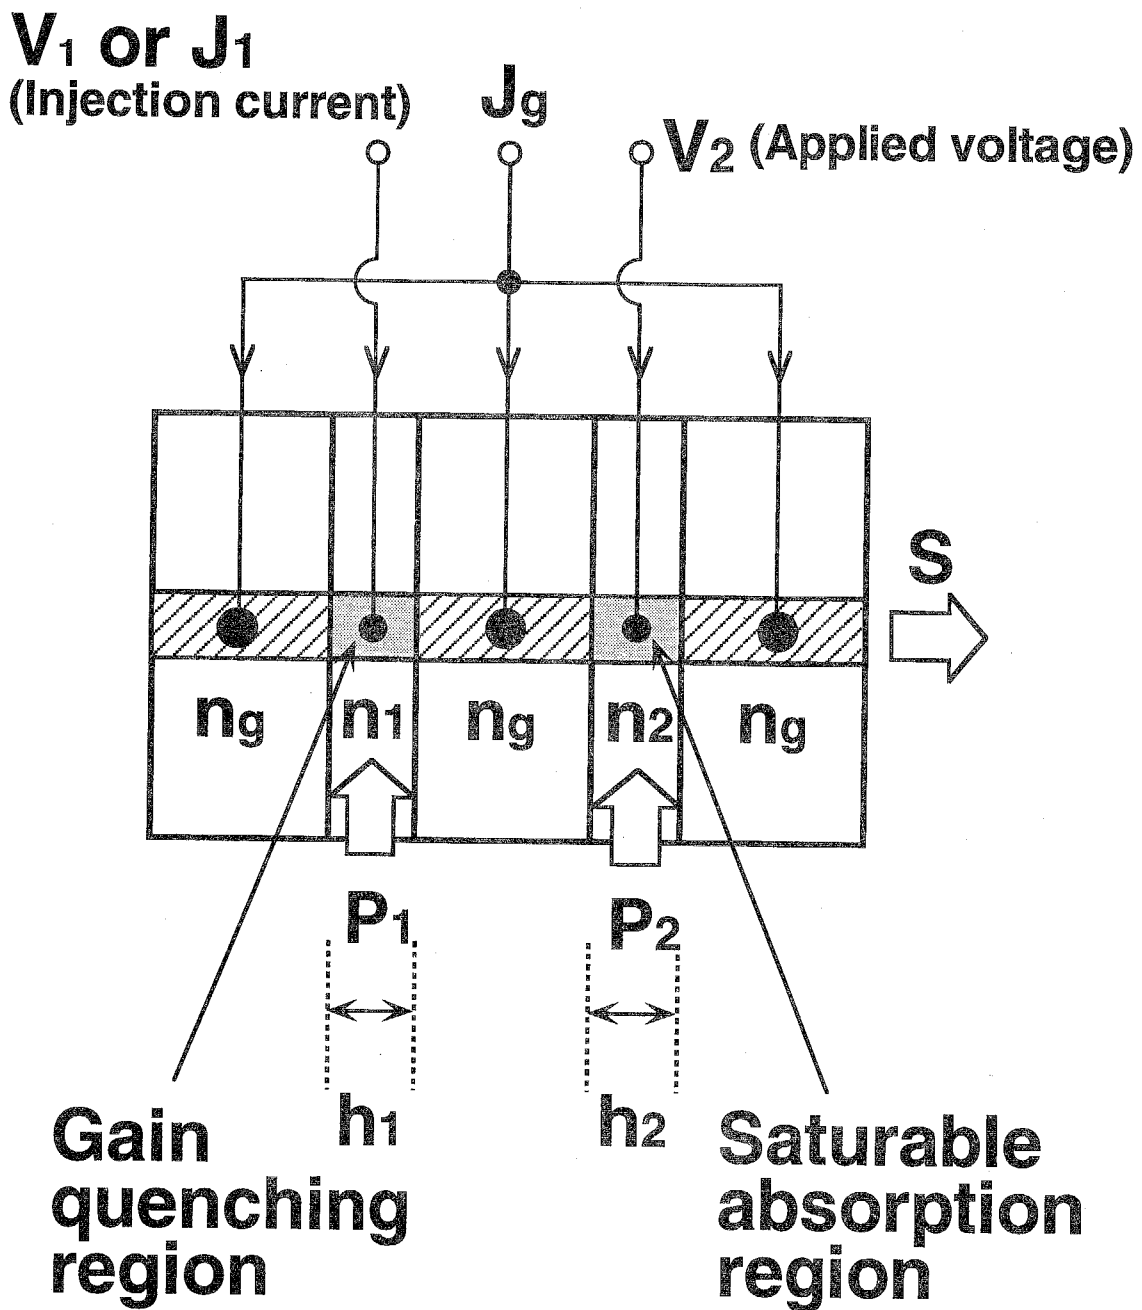 V1 or J1
(Injection current)
Jg
V2 (Applied voltage)
S
ng
n1
ng
n2
ng
P1
P2
h1
h2
Gain
quenching
region
Saturable
absorption
region